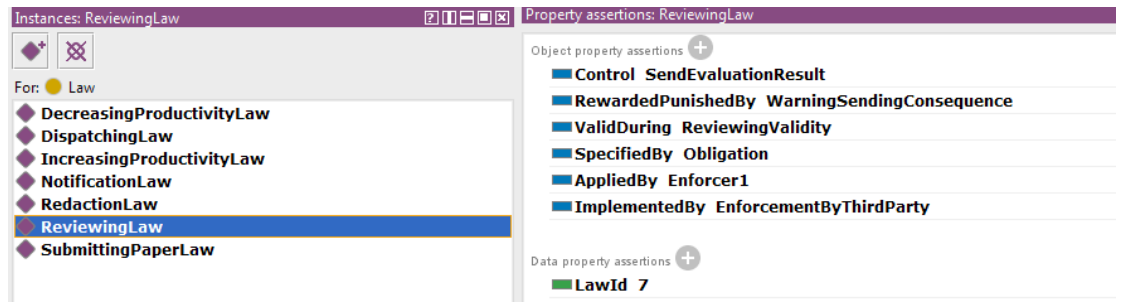 Instances: ReviewingLaw
For: Law
DecreasingProductivityLaw
DispatchingLaw
IncreasingProductivityLaw
NotificationLaw
RedactionLaw
ReviewingLaw
SubmittingPaperLaw
Property assertions: ReviewingLaw
Object property assertions
Control SendEvaluationResult
RewardedPunishedBy WarningSendingConsequence
ValidDuring ReviewingValidity
SpecifiedBy Obligation
AppliedBy Enforcer1
ImplementedBy EnforcementByThirdParty
Data property assertions
LawId 7